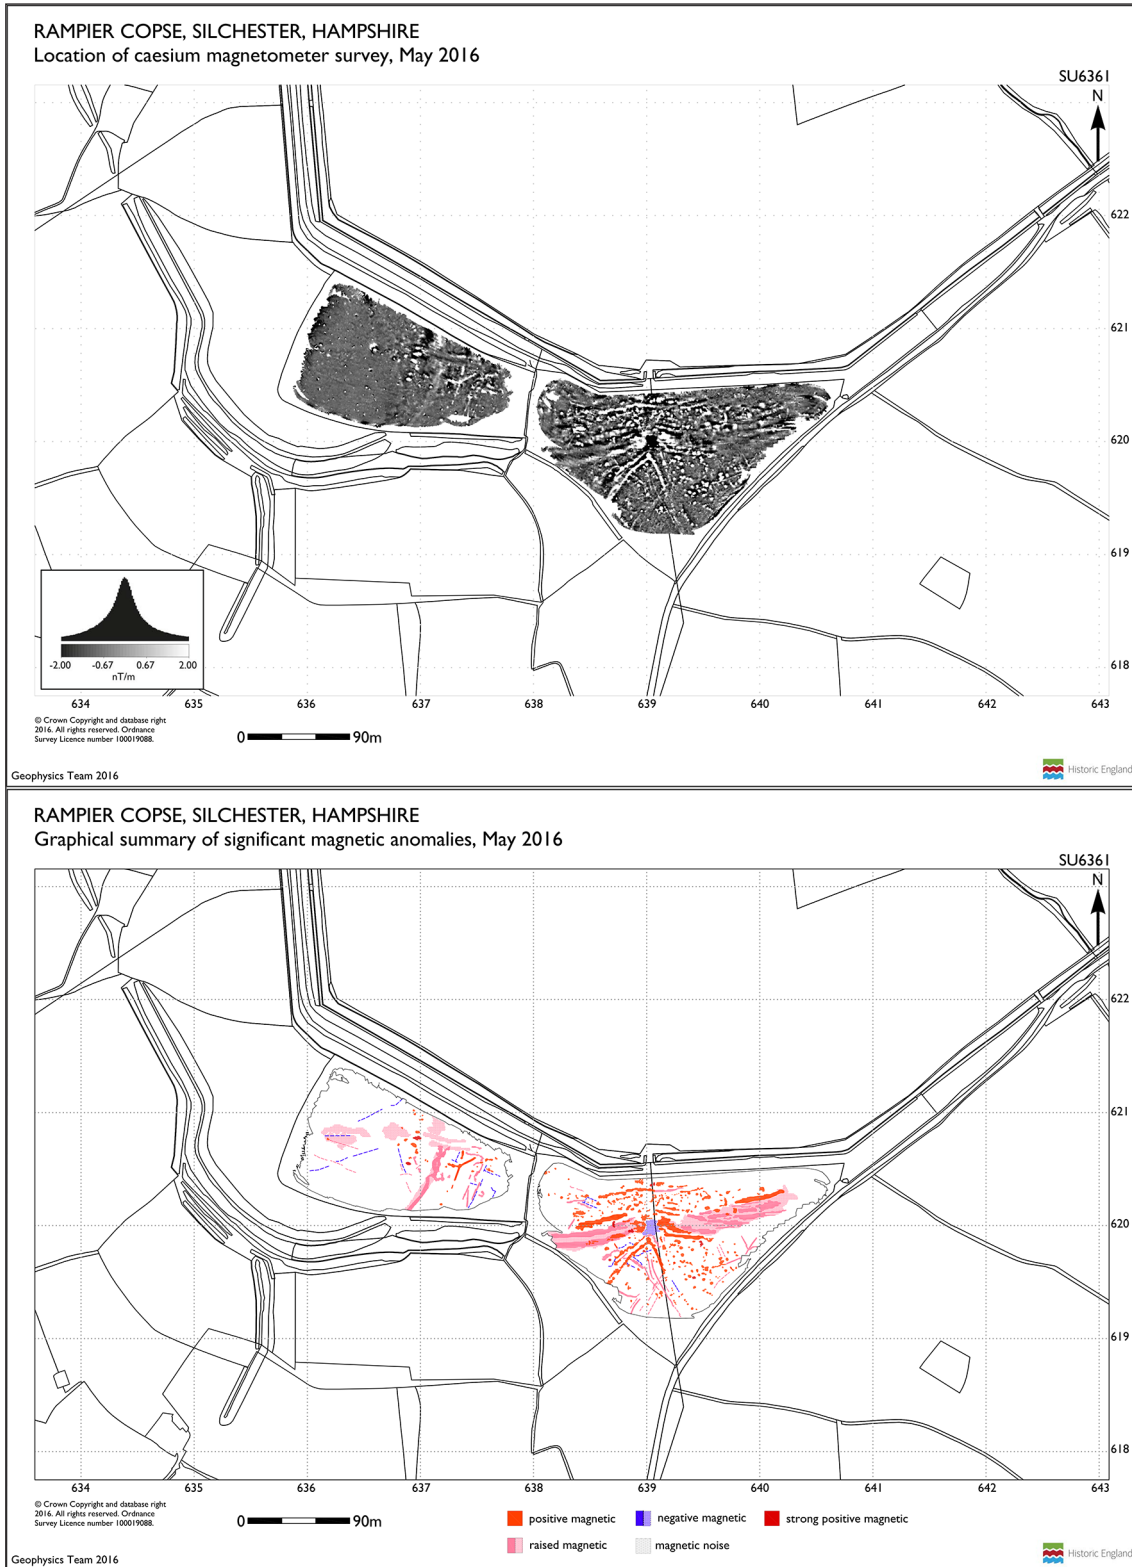 RAMPIER COPSE, SILCHESTER, HAMPSHIRE
Location of caesium magnetometer survey, May 2016
SU6361
N
622
621
620
619
618
-2.00 -0.67 0.67 2.00
nT/m
634 635 636 637 638 639 640 641 642 643
© Crown Copyright and database right
2016. All rights reserved. Ordnance
Survey Licence number 100019088.
0 90m
Geophysics Team 2016
Historic England
RAMPIER COPSE, SILCHESTER, HAMPSHIRE
Graphical summary of significant magnetic anomalies, May 2016
SU6361
N
622
621
620
619
618
634 635 636 637 638 639 640 641 642 643
© Crown Copyright and database right
2016. All rights reserved. Ordnance
Survey Licence number 100019088.
0 90m
positive magnetic negative magnetic strong positive magnetic
raised magnetic magnetic noise
Geophysics Team 2016
Historic England